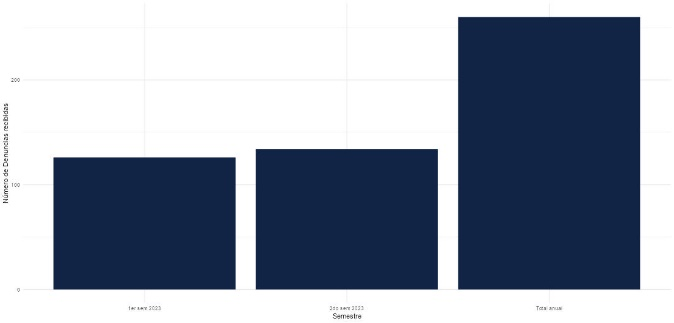 Número de Denuncias recibidas
200
100
0
1er sem 2023
2do sem 2023
Total anual
Semestre